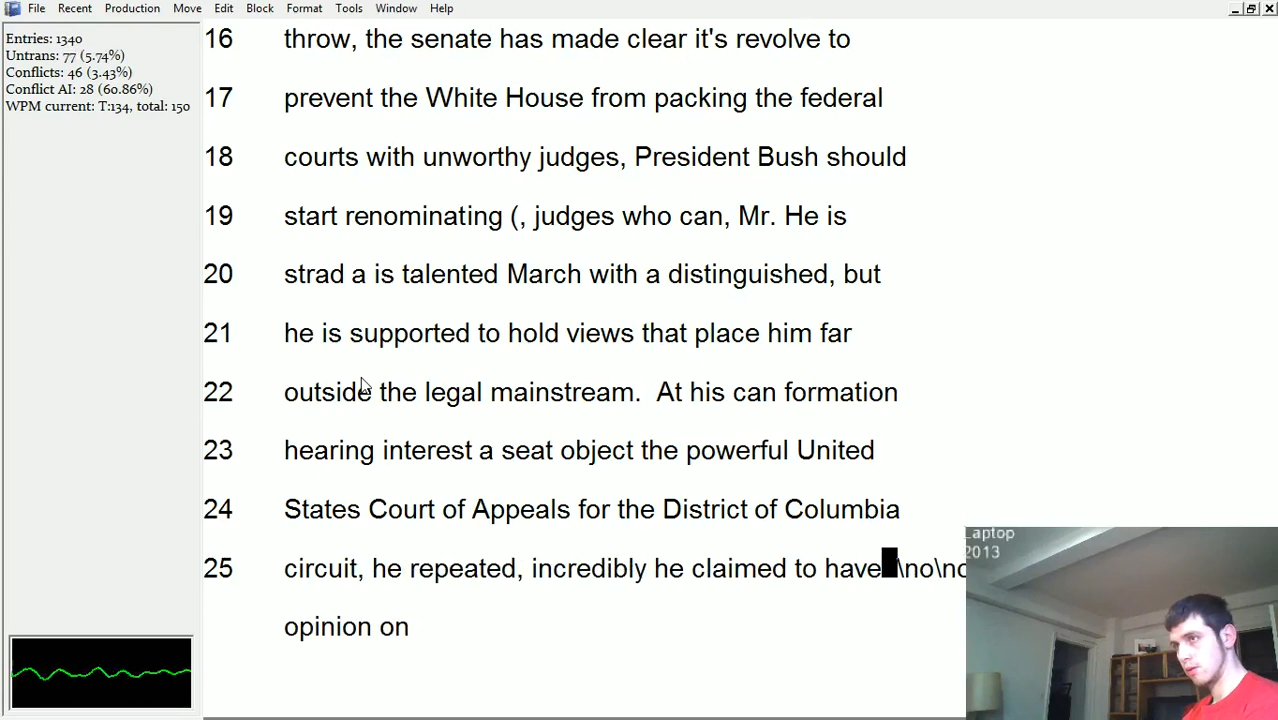 File Recent Production Move Edit Block Format Tools Window Help
Entries: 1340
Untrans: 77 (5.74%)
Conflicts: 46 (3.43%)
Conflict AI: 28 (60.86%)
WPM current: T:134, total: 150
16 throw, the senate has made clear it's revolve to
17 prevent the White House from packing the federal
18 courts with unworthy judges, President Bush should
19 start renominating (, judges who can, Mr. He is
20 strad a is talented March with a distinguished, but
21 he is supported to hold views that place him far
22 outside the legal mainstream.  At his can formation
23 hearing interest a seat object the powerful United
24 States Court of Appeals for the District of Columbia
25 circuit, he repeated, incredibly he claimed to have \no\no
opinion on
Laptop
2013